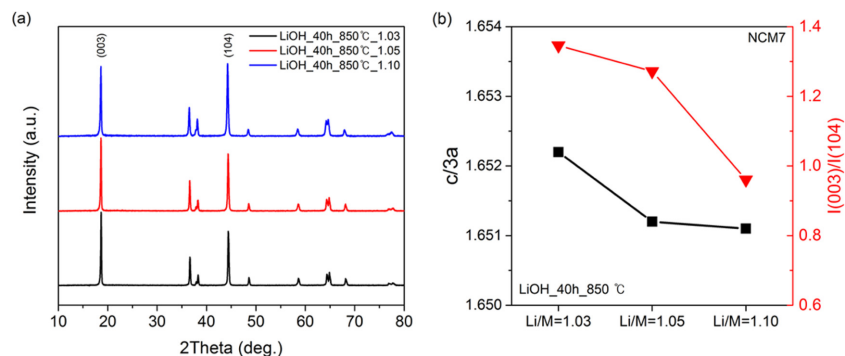 (a)
(003)
(104)
LiOH_40h_850℃_1.03
LiOH_40h_850℃_1.05
LiOH_40h_850℃_1.10
Intensity (a.u.)
10 20 30 40 50 60 70 80
2Theta (deg.)
(b)
1.654
1.653
1.652
1.651
1.650
c/3a
NCM7
LiOH_40h_850 ℃
Li/M=1.03 Li/M=1.05 Li/M=1.10
1.4
1.2
1.0
0.8
0.6
I(003)/I(104)